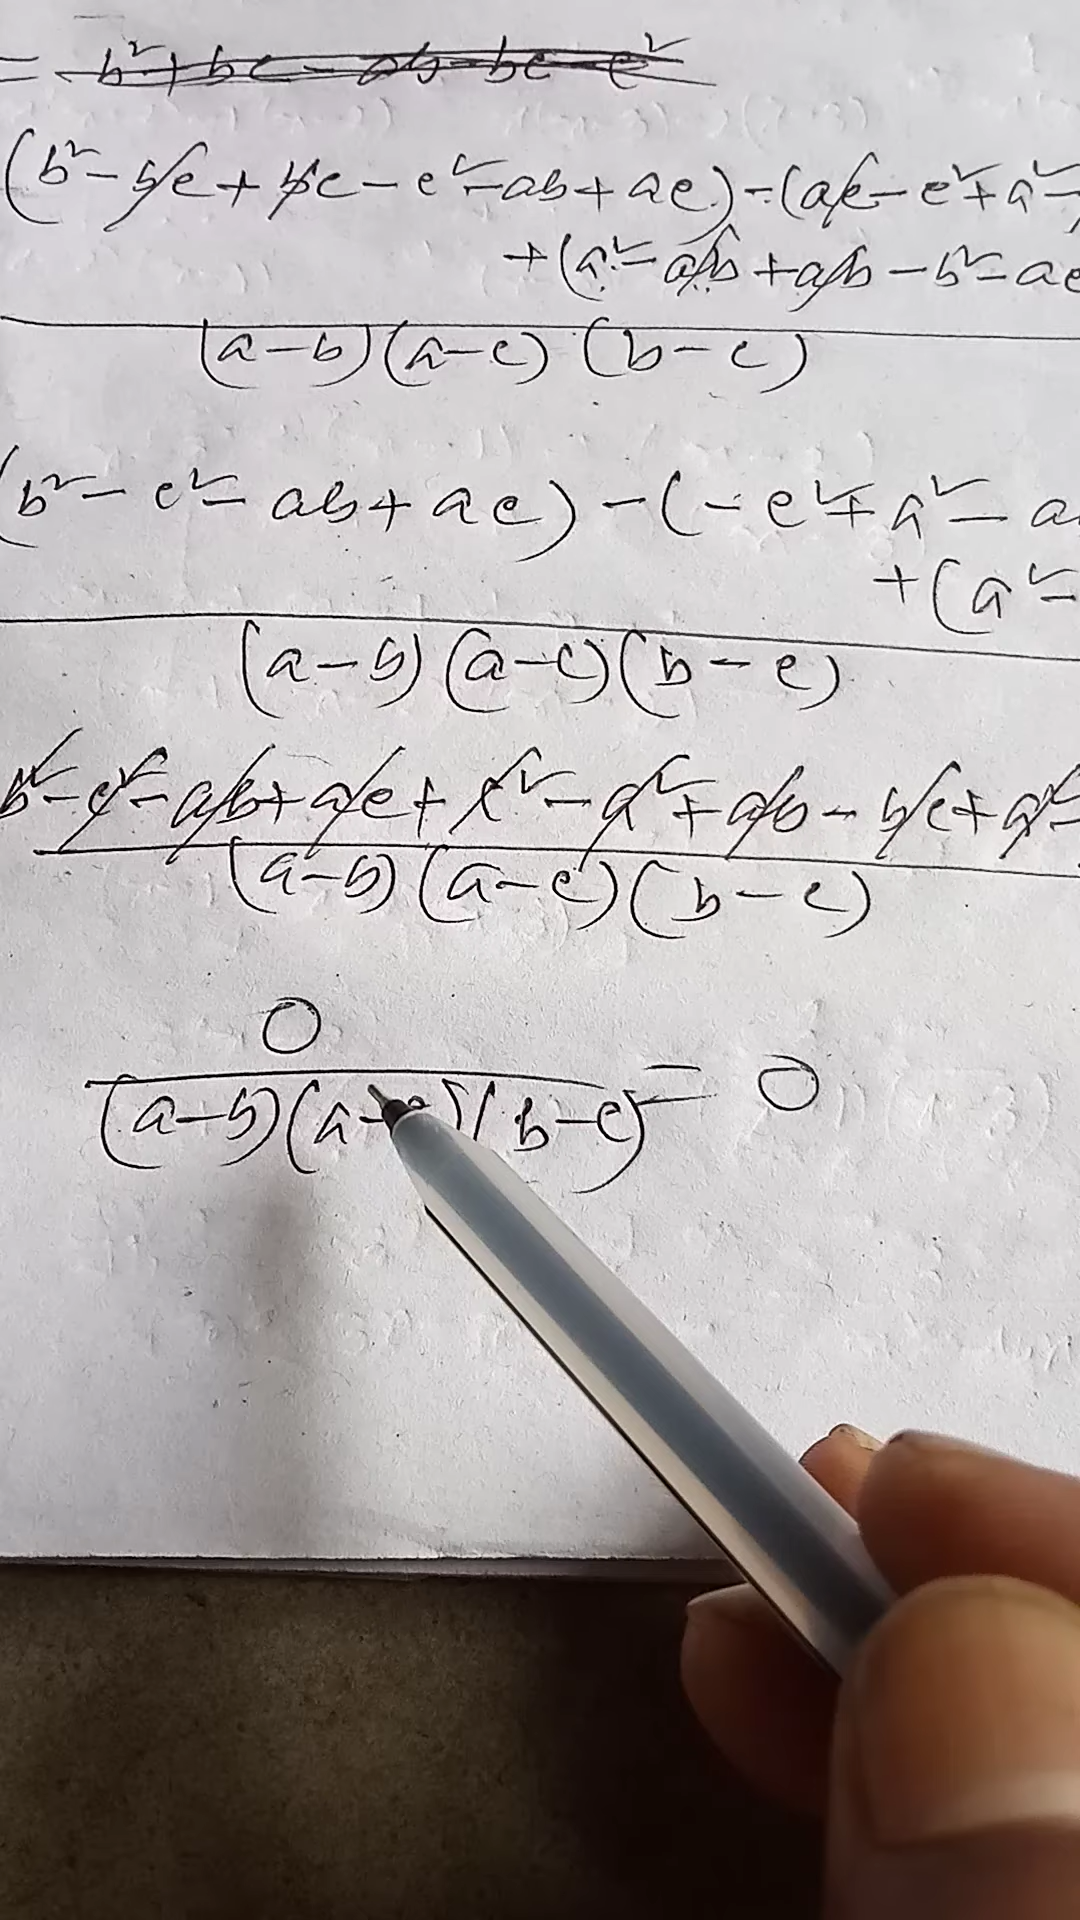 = b²+bc-ab-bc-c²
(b²-bc+bc-c²-ab+ac)-(ac-c²+a²-
+(a²-ab+ab-b²-ac
(a-b)(a-c)(b-c)
(b²-c²-ab+ac)-(-c²+a²-a
+(a²-
(a-b)(a-c)(b-c)
b²-c²-ab+ac+c²-a²+ab-bc+a²-
(a-b)(a-c)(b-c)
0
(a-b)(a-c)(b-c) = 0